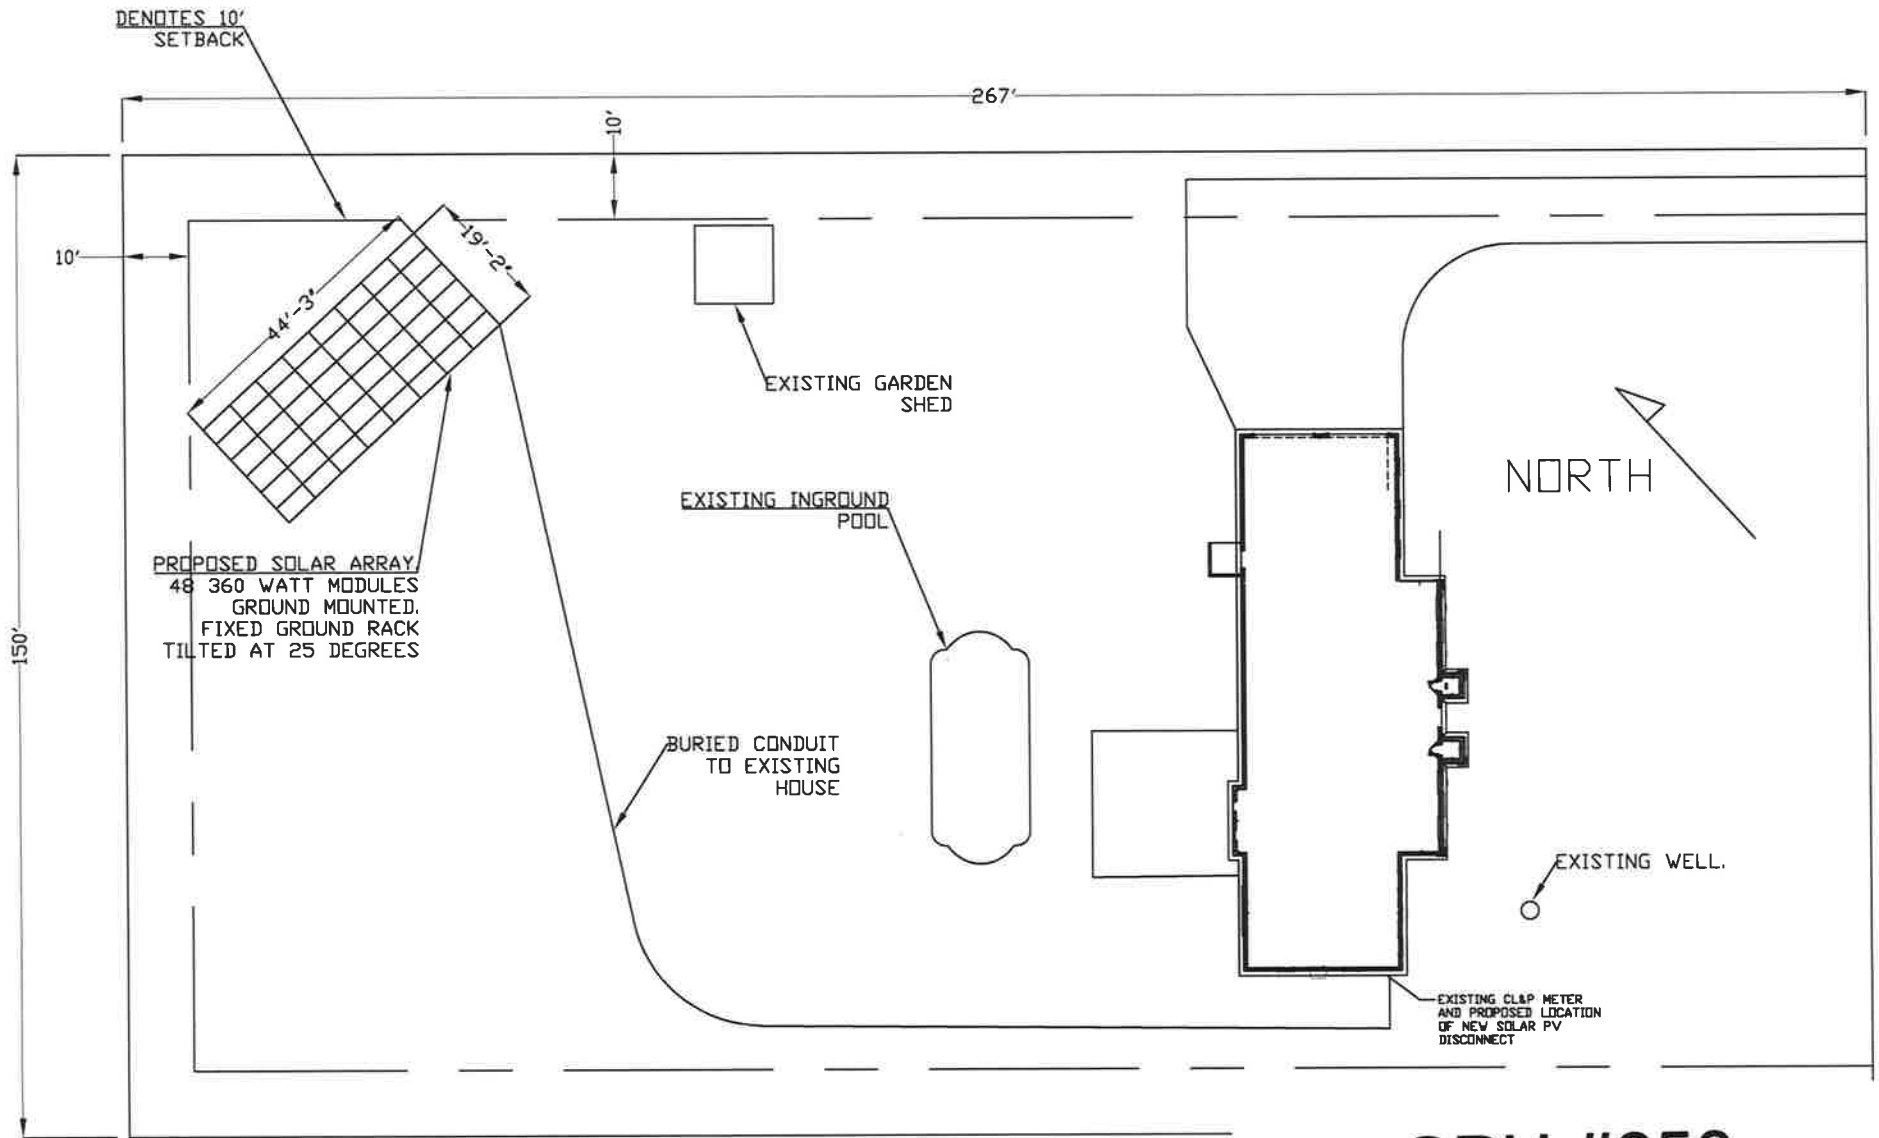 DENOTES 10'
SETBACK
267'
10'
10'
19'-2"
44'-3"
EXISTING GARDEN
SHED
NORTH
EXISTING INGROUND
POOL
PROPOSED SOLAR ARRAY.
48 360 WATT MODULES
GROUND MOUNTED.
FIXED GROUND RACK
TILTED AT 25 DEGREES
150'
BURIED CONDUIT
TO EXISTING
HOUSE
EXISTING WELL.
EXISTING CL&P METER
AND PROPOSED LOCATION
OF NEW SOLAR PV
DISCONNECT